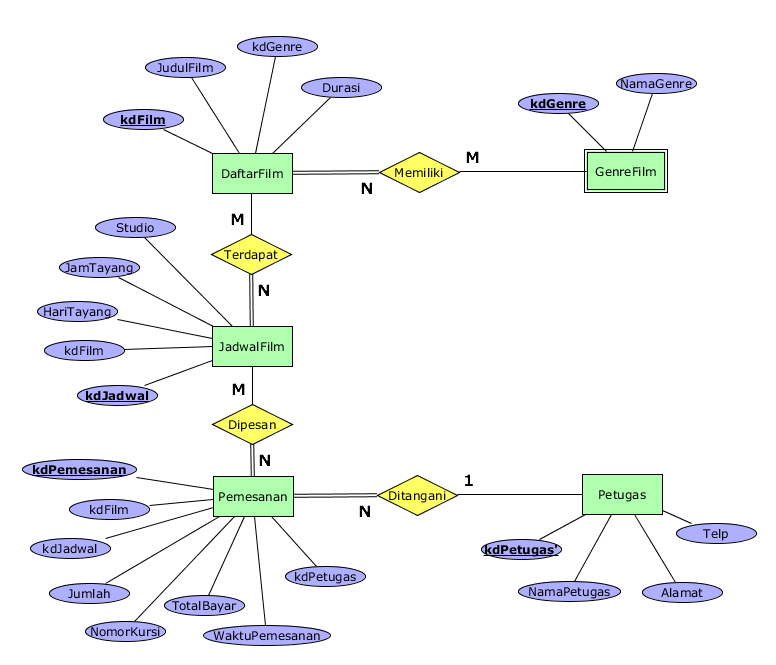 kdGenre
JudulFilm
Durasi
kdFilm
NamaGenre
kdGenre
DaftarFilm
N
Memiliki
M
GenreFilm
M
Terdapat
N
Studio
JamTayang
HariTayang
kdFilm
kdJadwal
JadwalFilm
M
Dipesan
N
kdPemesanan
kdFilm
kdJadwal
Jumlah
NomorKursi
TotalBayar
WaktuPemesanan
kdPetugas
Pemesanan
N
Ditangani
1
Petugas
kdPetugas'
NamaPetugas
Alamat
Telp